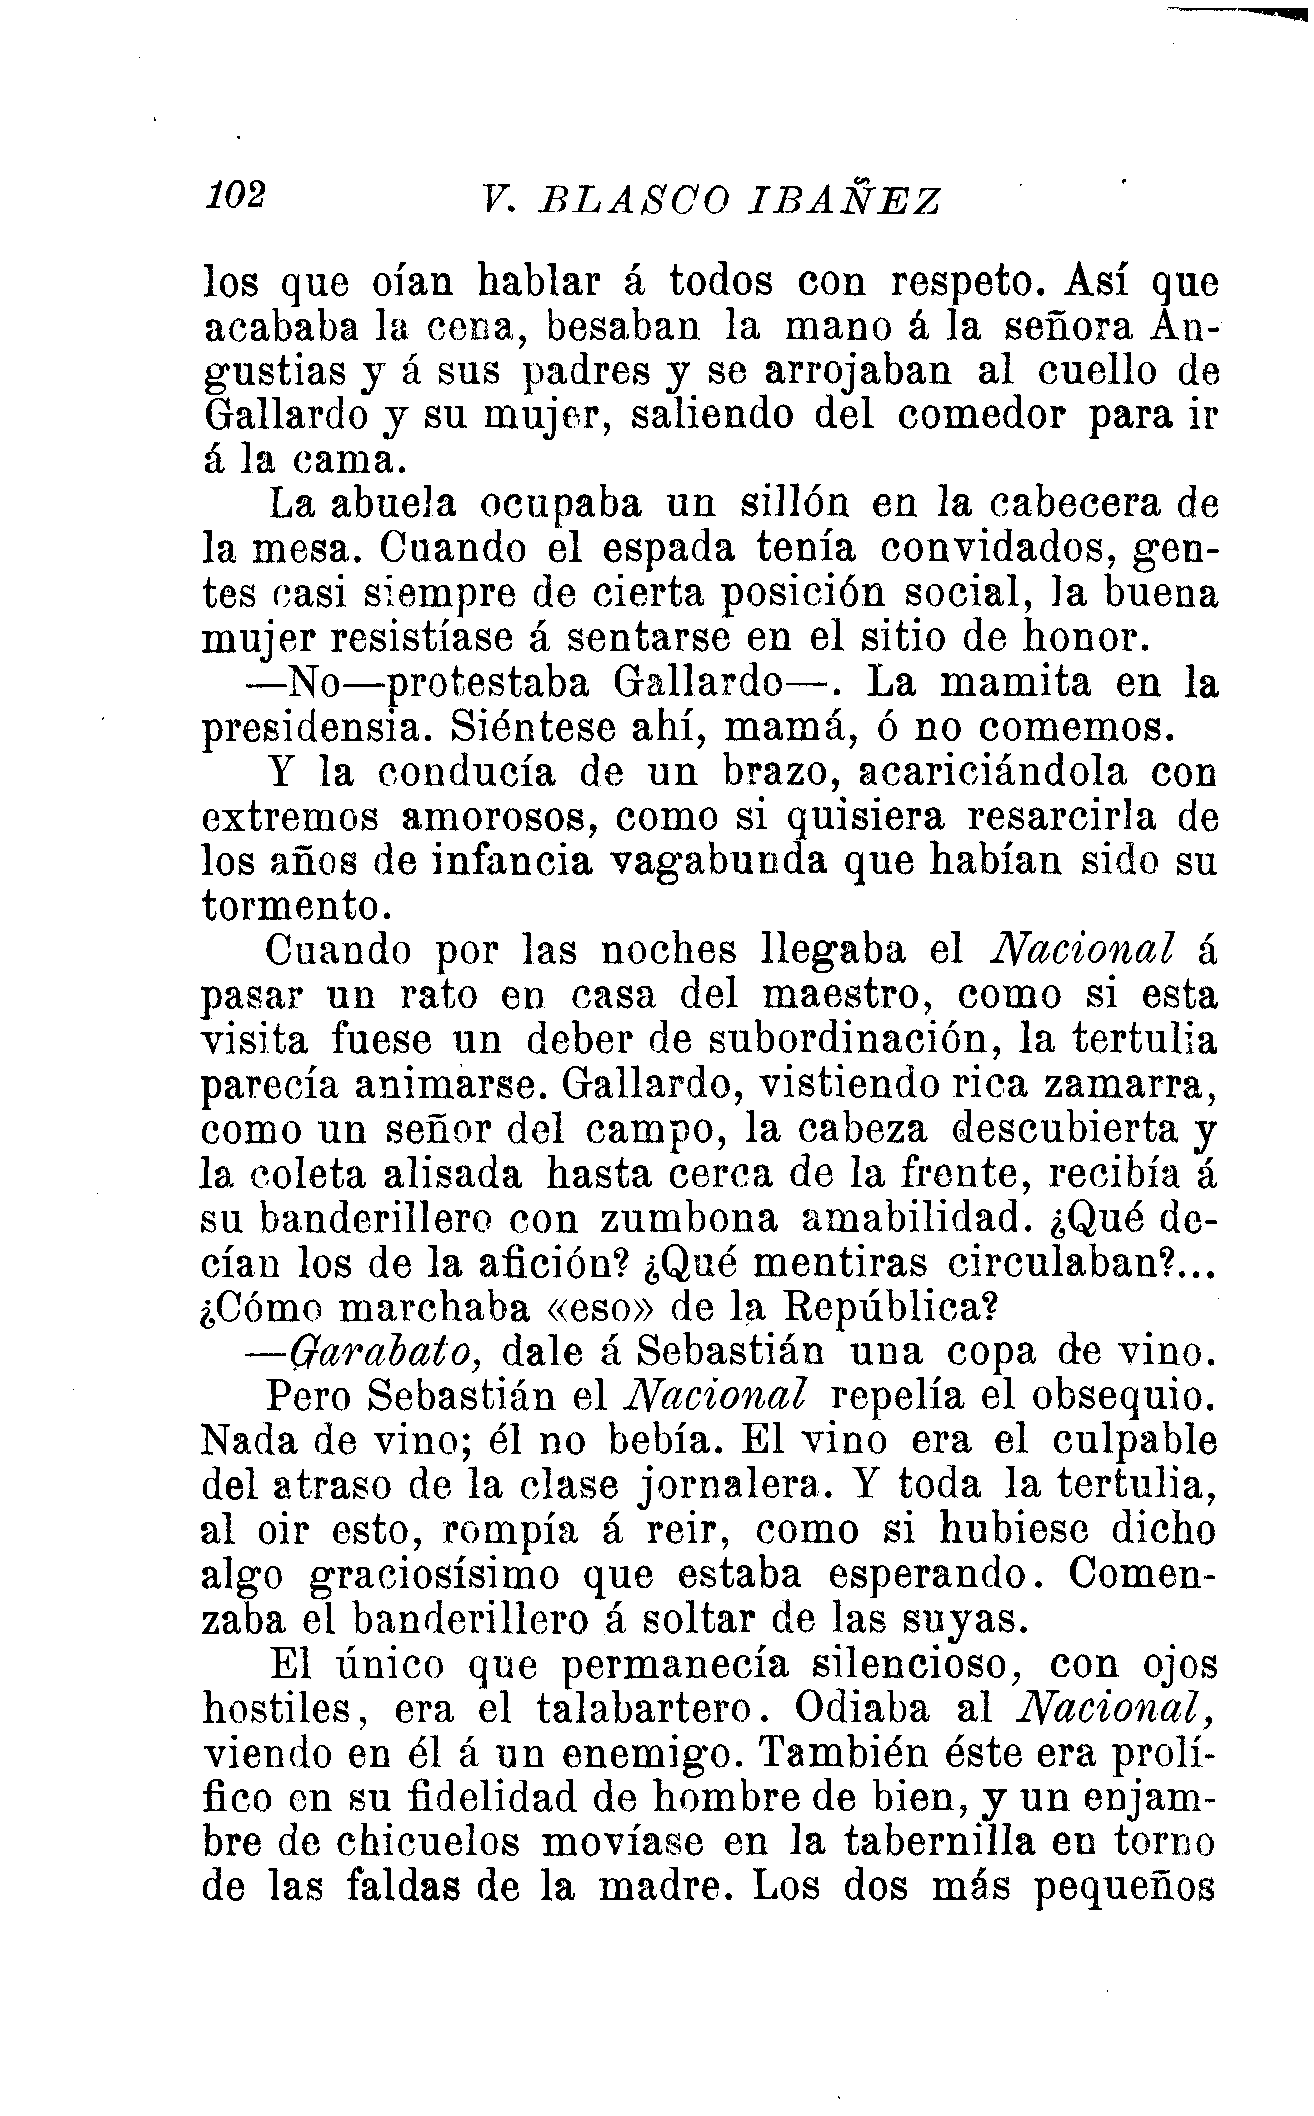 102 V. BLASCO IBAÑEZ
los que oían hablar á todos con respeto. Así que
acababa la cena, besaban la mano á la señora An-
gustias y á sus padres y se arrojaban al cuello de
Gallardo y su mujer, saliendo del comedor para ir
á la cama.
La abuela ocupaba un sillón en la cabecera de
la mesa. Cuando el espada tenía convidados, gen-
tes casi siempre de cierta posición social, la buena
mujer resistíase á sentarse en el sitio de honor.
—No—protestaba Gallardo—. La mamita en la
presidensia. Siéntese ahí, mamá, ó no comemos.
Y la conducía de un brazo, acariciándola con
extremos amorosos, como si quisiera resarcirla de
los años de infancia vagabunda que habían sido su
tormento.
Cuando por las noches llegaba el Nacional á
pasar un rato en casa del maestro, como si esta
visita fuese un deber de subordinación, la tertulia
parecía animarse. Gallardo, vistiendo rica zamarra,
como un señor del campo, la cabeza descubierta y
la coleta alisada hasta cerca de la frente, recibía á
su banderillero con zumbona amabilidad. ¿Qué de-
cían los de la afición? ¿Qué mentiras circulaban?...
¿Cómo marchaba «eso» de la República?
—Garabato, dale á Sebastián una copa de vino.
Pero Sebastián el Nacional repelía el obsequio.
Nada de vino; él no bebía. El vino era el culpable
del atraso de la clase jornalera. Y toda la tertulia,
al oir esto, rompía á reir, como si hubiese dicho
algo graciosísimo que estaba esperando. Comen-
zaba el banderillero á soltar de las suyas.
El único que permanecía silencioso, con ojos
hostiles, era el talabartero. Odiaba al Nacional,
viendo en él á un enemigo. También éste era prolí-
fico en su fidelidad de hombre de bien, y un enjam-
bre de chicuelos movíase en la tabernilla en torno
de las faldas de la madre. Los dos más pequeños